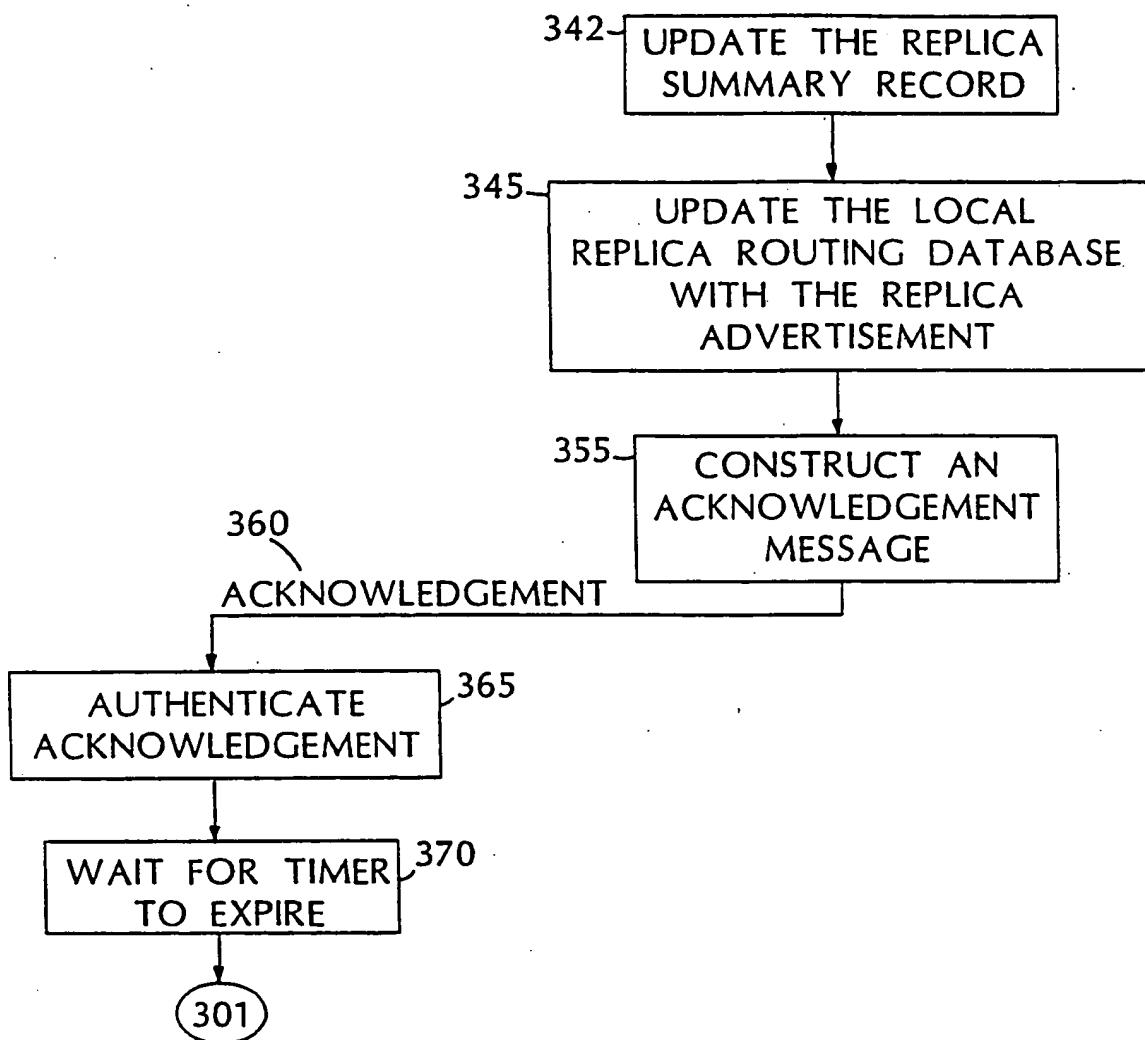 342
UPDATE THE REPLICA
SUMMARY RECORD
345
UPDATE THE LOCAL
REPLICA ROUTING DATABASE
WITH THE REPLICA
ADVERTISEMENT
355
CONSTRUCT AN
ACKNOWLEDGEMENT
MESSAGE
360
ACKNOWLEDGEMENT
AUTHENTICATE
ACKNOWLEDGEMENT
365
WAIT FOR TIMER
TO EXPIRE
370
301